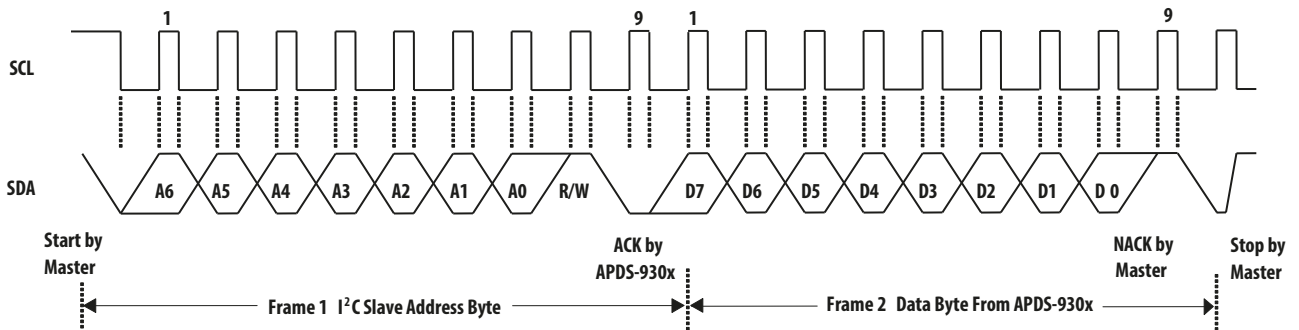 1 9 1 9
SCL
SDA A6 A5 A4 A3 A2 A1 A0 R/W D7 D6 D5 D4 D3 D2 D1 D 0
Start by
Master
ACK by
APDS-930x
NACK by
Master
Stop by
Master
Frame 1 I²C Slave Address Byte
Frame 2 Data Byte From APDS-930x